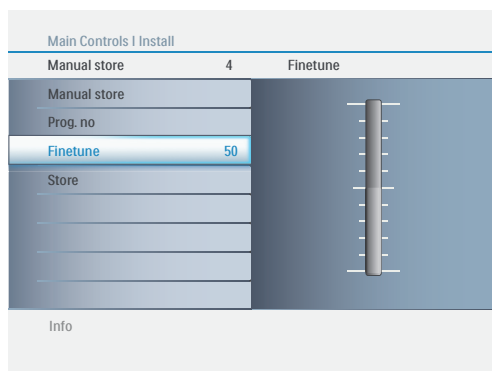 Main Controls I Install
Manual store 4 Finetune
Manual store
Prog. no
Finetune 50
Store
Info